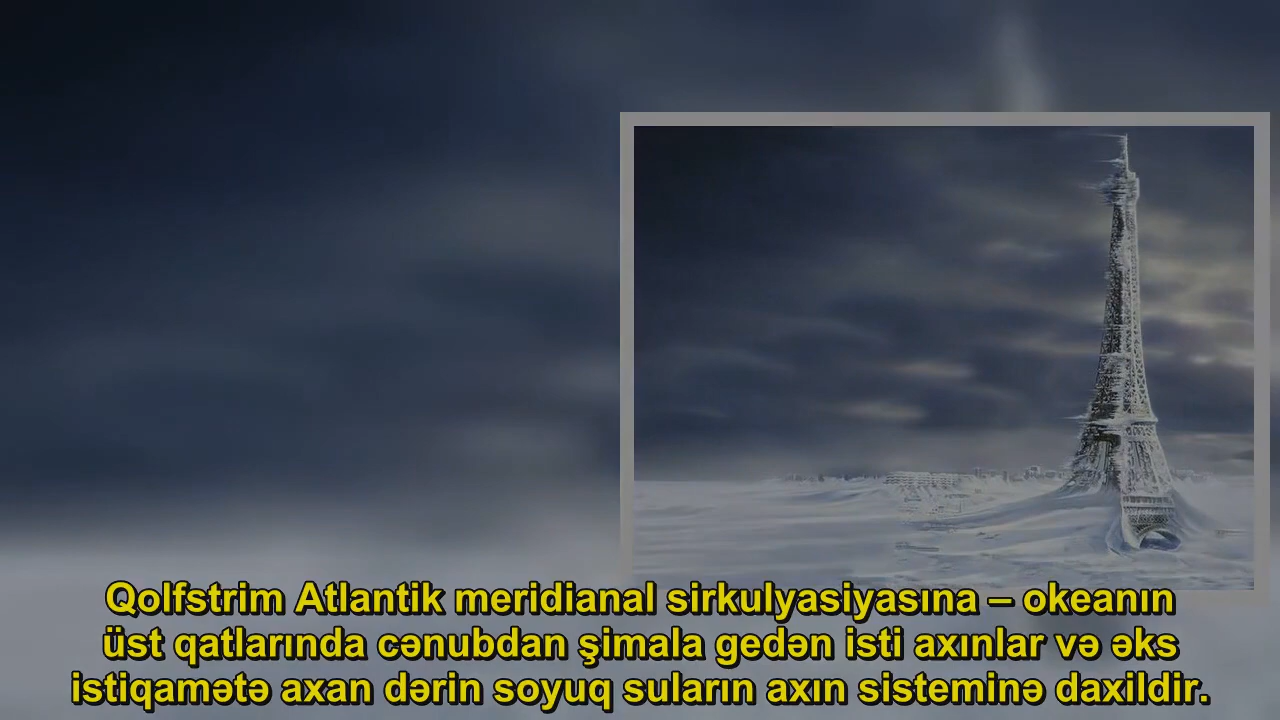 Qolfstrim Atlantik meridianal sirkulyasiyasına – okeanın
üst qatlarında cənubdan şimala gedən isti axınlar və əks
istiqamətə axan dərin soyuq suların axın sisteminə daxildir.